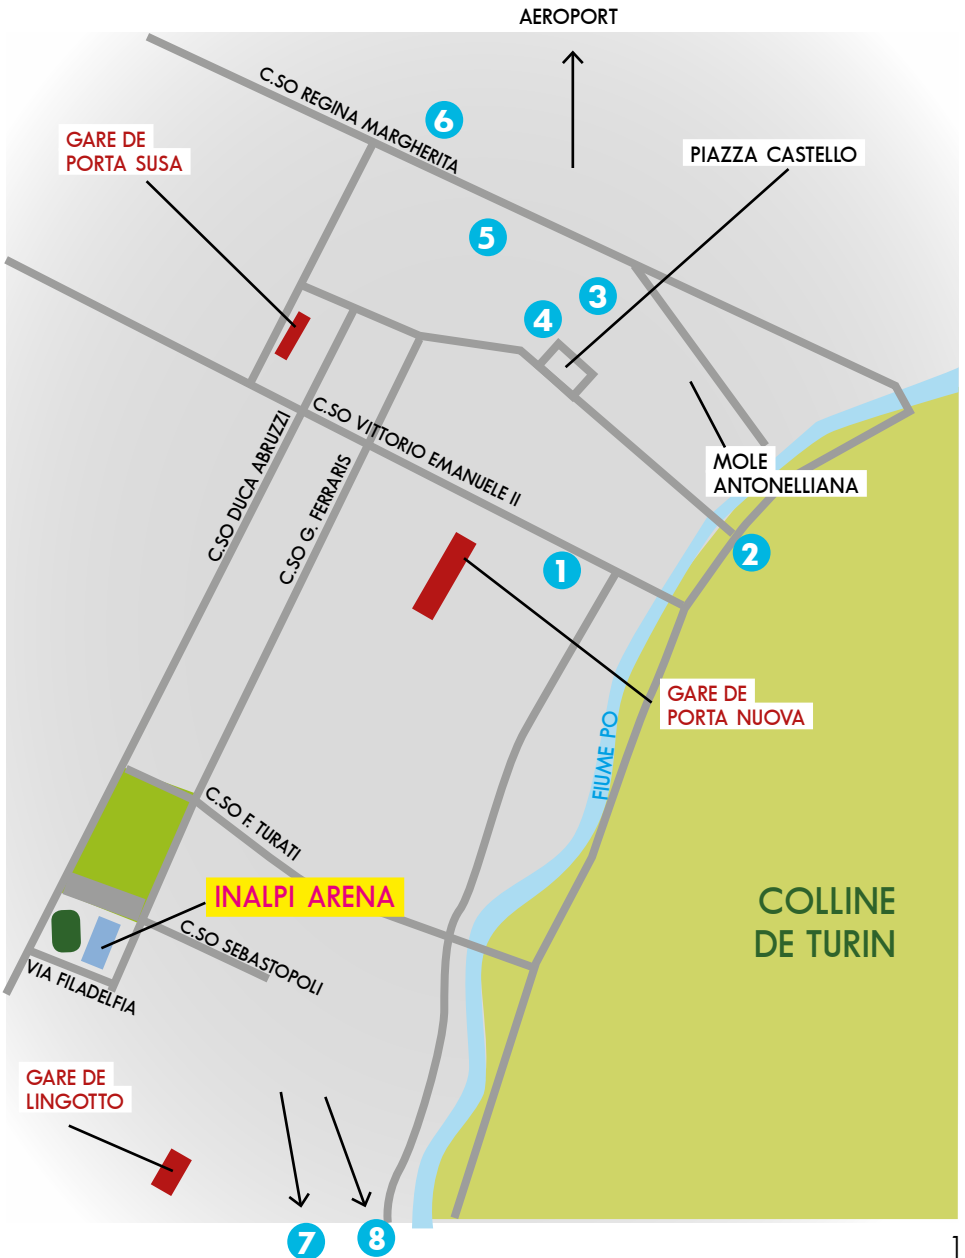 AEROPORT
C.SO REGINA MARGHERITA
6
GARE DE
PORTA SUSA
PIAZZA CASTELLO
5
3
4
C.SO VITTORIO EMANUELE II
C.SO DUCA ABRUZZI
C.SO G. FERRARIS
MOLE
ANTONELLIANA
1
2
GARE DE
PORTA NUOVA
FIUME PO
C.SO F. TURATI
INALPI ARENA
COLLINE
DE TURIN
C.SO SEBASTOPOLI
VIA FILADELFIA
GARE DE
LINGOTTO
7
8
1